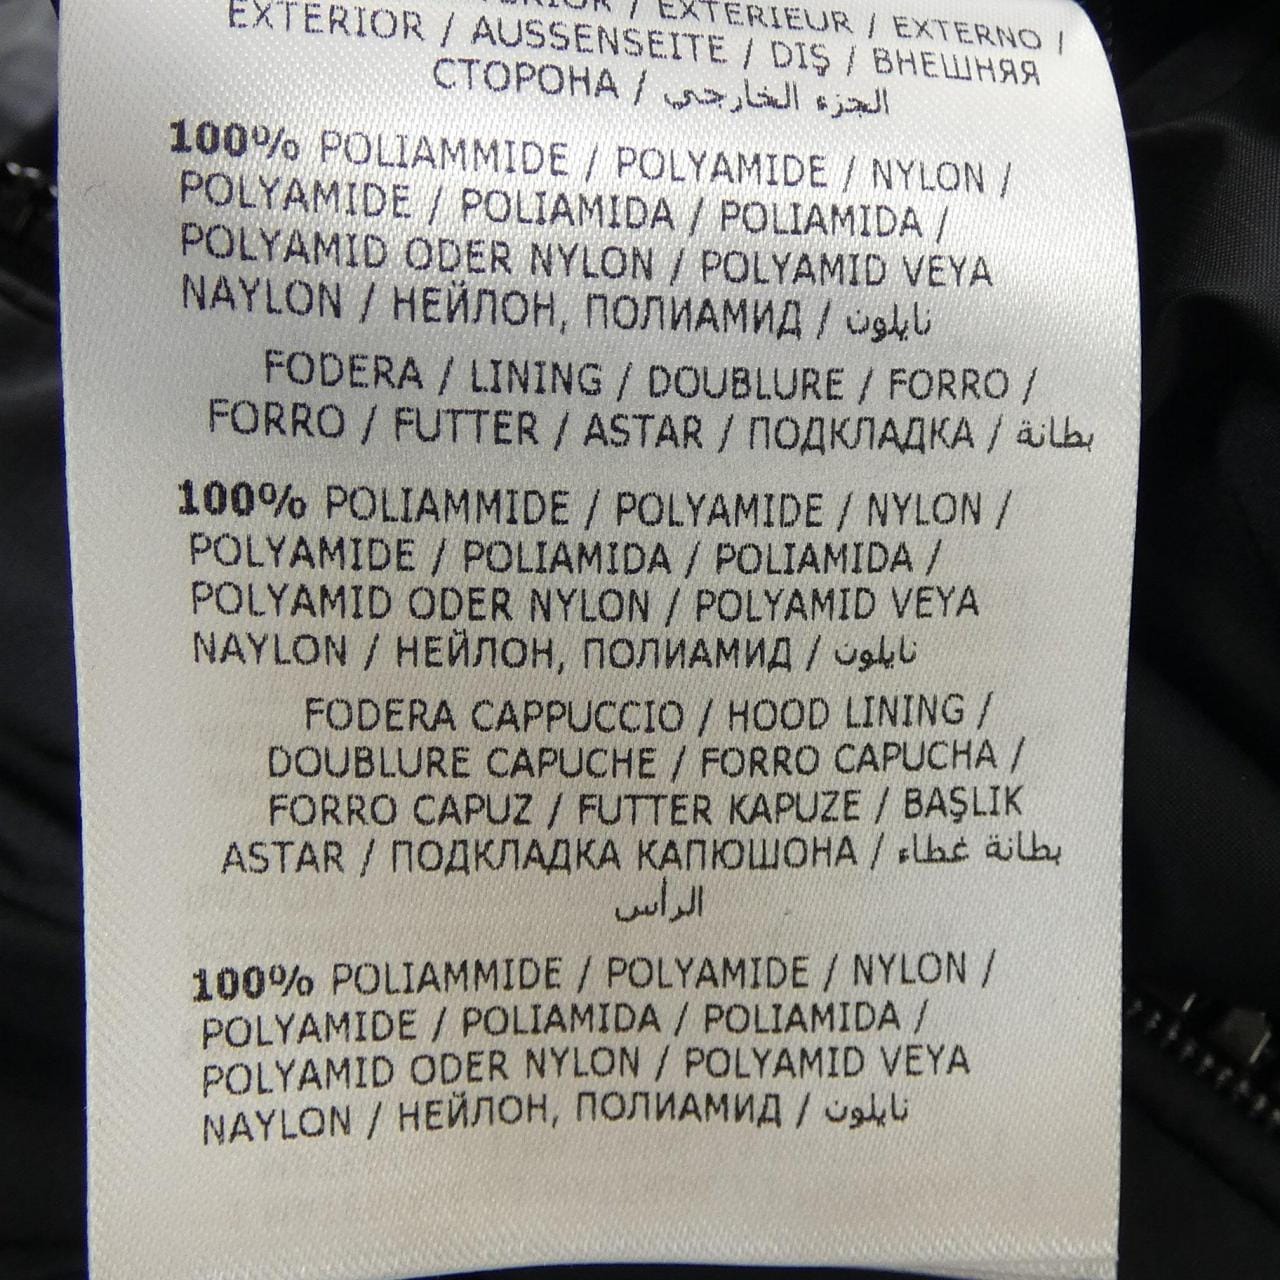 EXTERIEUR / EXTERNO /
EXTERIOR / AUSSENSEITE / DIŞ / ВНЕШНЯЯ
СТОРОНА / الجزء الخارجي
100% POLIAMMIDE / POLYAMIDE / NYLON /
POLYAMIDE / POLIAMIDA / POLIAMIDA /
POLYAMID ODER NYLON / POLYAMID VEYA
NAYLON / НЕЙЛОН, ПОЛИАМИД / نايلون
FODERA / LINING / DOUBLURE / FORRO /
FORRO / FUTTER / ASTAR / ПОДКЛАДКА / بطانة
100% POLIAMMIDE / POLYAMIDE / NYLON /
POLYAMIDE / POLIAMIDA / POLIAMIDA /
POLYAMID ODER NYLON / POLYAMID VEYA
NAYLON / НЕЙЛОН, ПОЛИАМИД / نايلون
FODERA CAPPUCCIO / HOOD LINING /
DOUBLURE CAPUCHE / FORRO CAPUCHA /
FORRO CAPUZ / FUTTER KAPUZE / BAŞLIK
ASTAR / ПОДКЛАДКА КАПЮШОНА / بطانة غطاء
الرأس
100% POLIAMMIDE / POLYAMIDE / NYLON /
POLYAMIDE / POLIAMIDA / POLIAMIDA /
POLYAMID ODER NYLON / POLYAMID VEYA
NAYLON / НЕЙЛОН, ПОЛИАМИД / نايلون